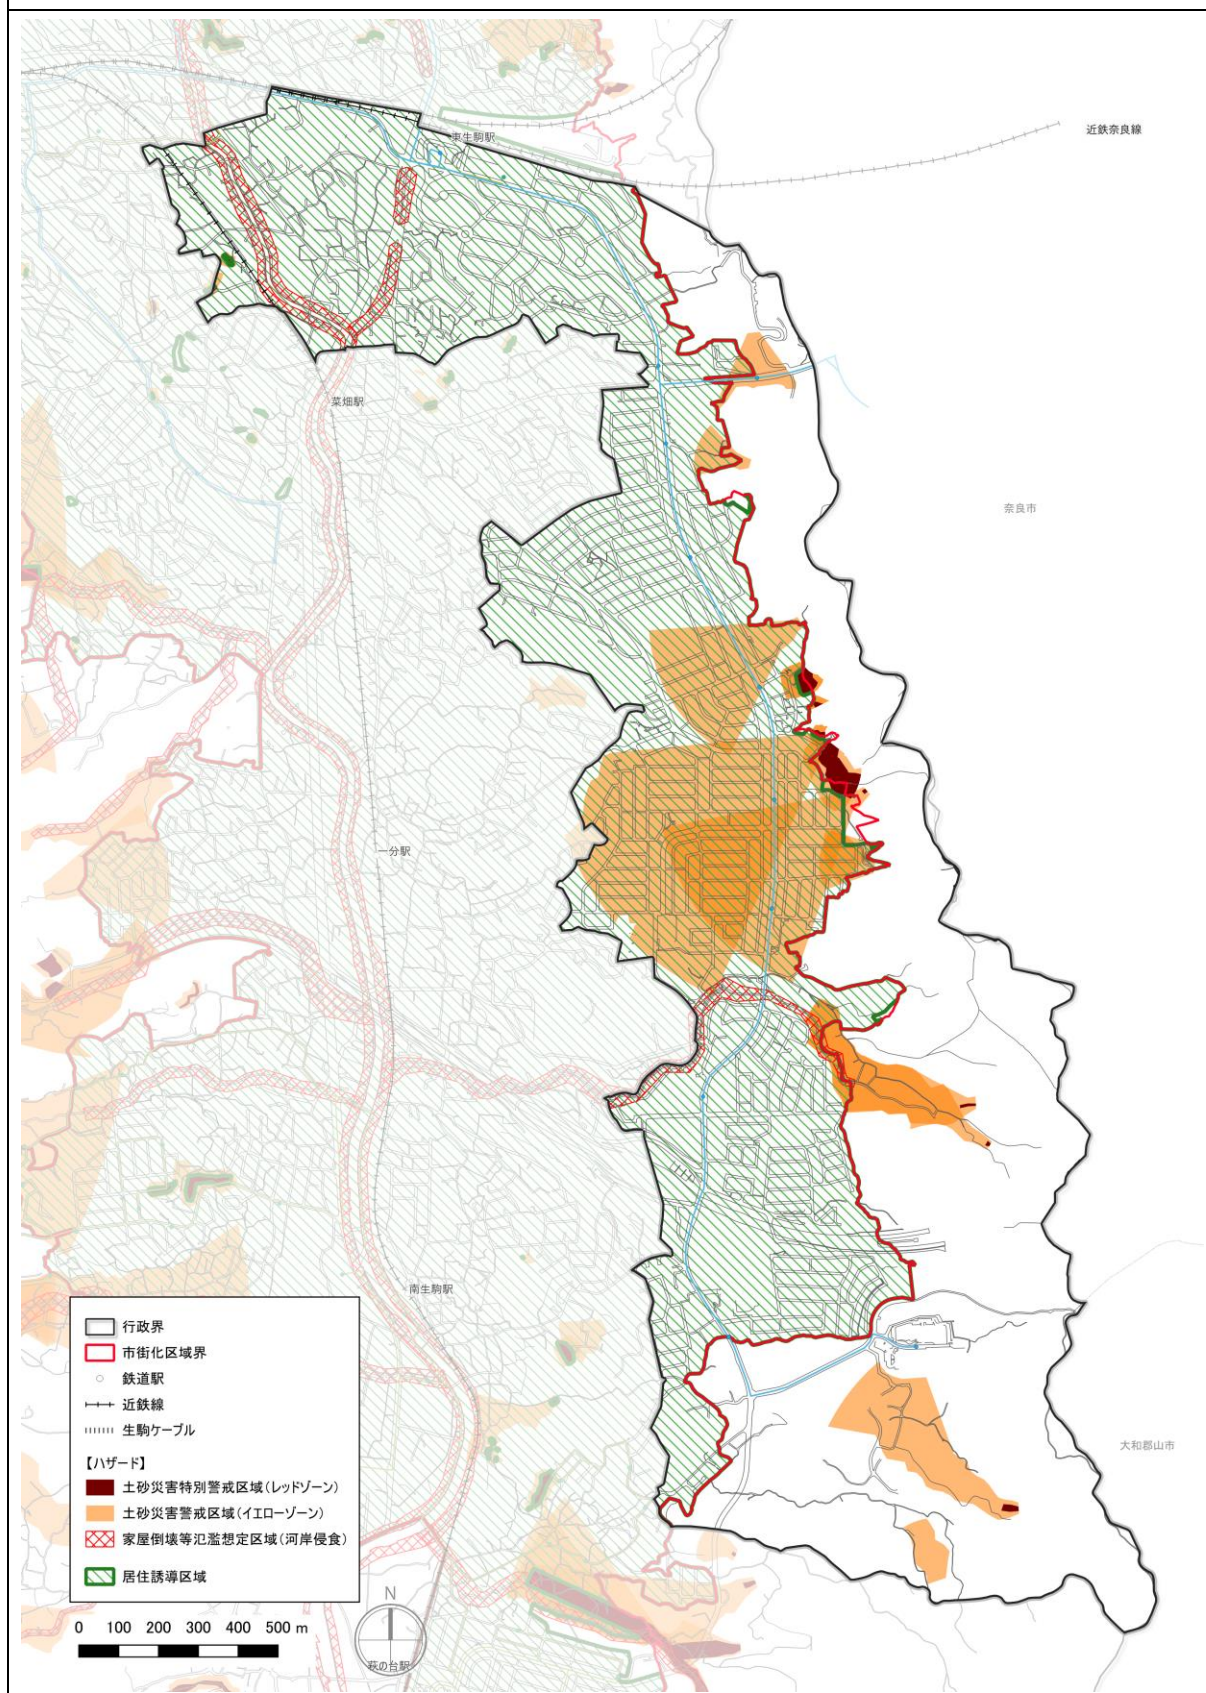 近鉄奈良線
東生駒駅
菜畑駅
奈良市
一分駅
南生駒駅
行政界
市街化区域界
鉄道駅
近鉄線
生駒ケーブル
【ハザード】
土砂災害特別警戒区域(レッドゾーン)
土砂災害警戒区域(イエローゾーン)
家屋倒壊等氾濫想定区域(河岸侵食)
居住誘導区域
大和郡山市
0 100 200 300 400 500 m
N
萩の台駅